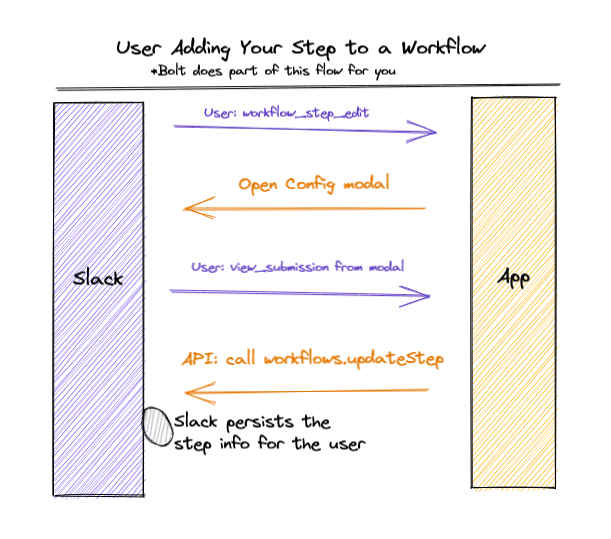 User Adding Your Step to a Workflow
*Bolt does part of this flow for you
User: workflow_step_edit
Open Config modal
User: view_submission from modal
Slack
App
API: call workflows.updateStep
Slack persists the
step info for the user